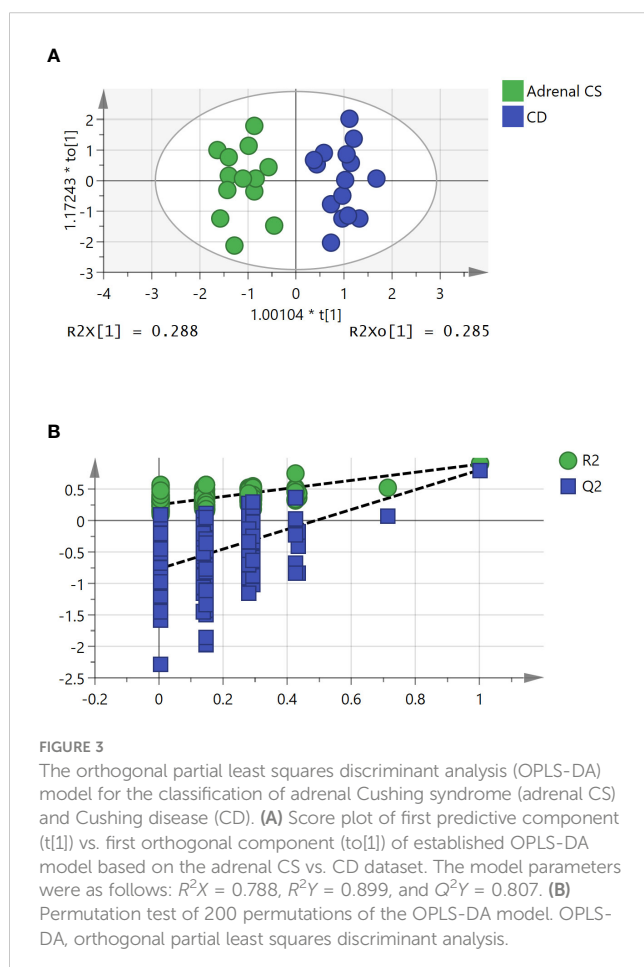 A
Adrenal CS
CD
1.17243 * to[1]
2
1
0
-1
-2
-3
-4 -3 -2 -1 0 1 2 3
1.00104 * t[1]
R2X[1] = 0.288 R2Xo[1] = 0.285
B
R2
Q2
0.5
0
-0.5
-1
-1.5
-2
-2.5
-0.2 0 0.2 0.4 0.6 0.8 1
FIGURE 3
The orthogonal partial least squares discriminant analysis (OPLS-DA)
model for the classification of adrenal Cushing syndrome (adrenal CS)
and Cushing disease (CD). (A) Score plot of first predictive component
(t[1]) vs. first orthogonal component (to[1]) of established OPLS-DA
model based on the adrenal CS vs. CD dataset. The model parameters
were as follows: R²X = 0.788, R²Y = 0.899, and Q²Y = 0.807. (B)
Permutation test of 200 permutations of the OPLS-DA model. OPLS-
DA, orthogonal partial least squares discriminant analysis.